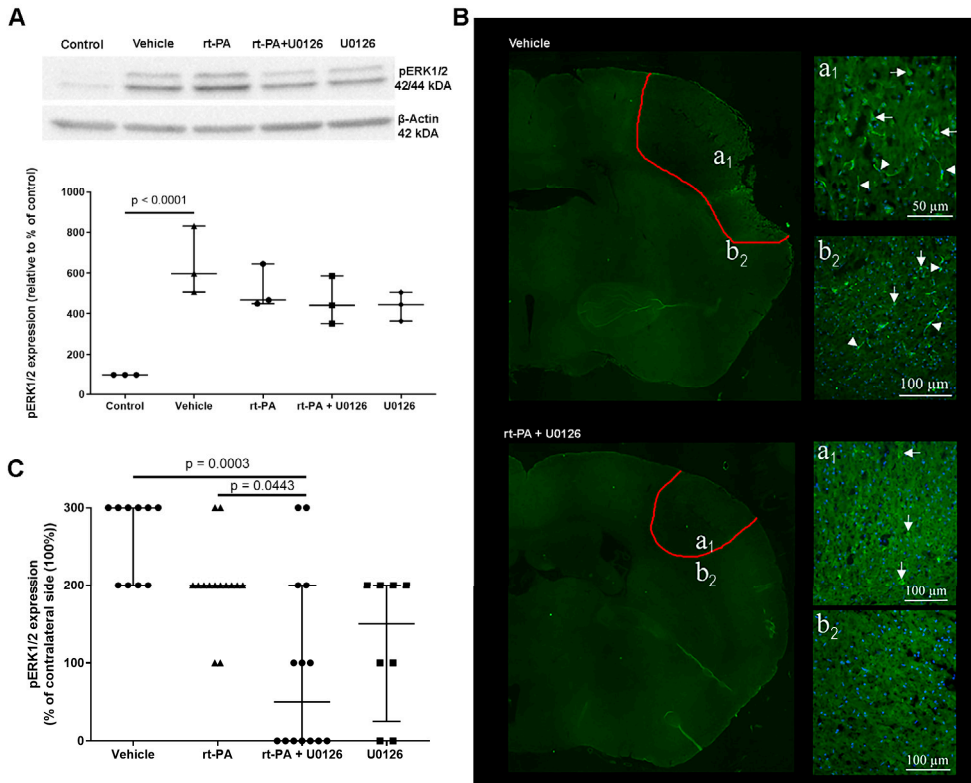 A
Control Vehicle rt-PA rt-PA+U0126 U0126
pERK1/2
42/44 kDA
β-Actin
42 kDA
pERK1/2 expression (relative to % of control)
1000
800
600
400
200
0
p < 0.0001
Control Vehicle rt-PA rt-PA + U0126 U0126
B
Vehicle
a1
b2
a1
50 µm
b2
100 µm
rt-PA + U0126
a1
b2
a1
100 µm
b2
100 µm
C
p = 0.0003
p = 0.0443
pERK1/2 expression
(% of contralateral side (100%))
300
200
100
0
Vehicle rt-PA rt-PA + U0126 U0126